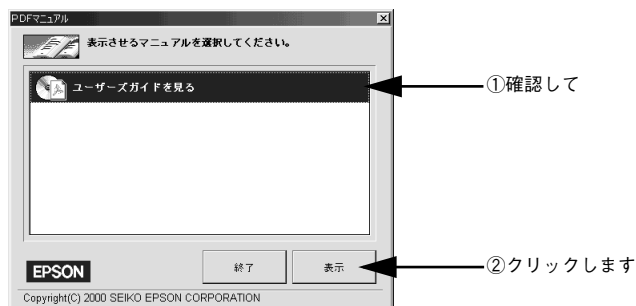 PDFマニュアル
表示させるマニュアルを選択してください。
ユーザーズガイドを見る
①確認して
EPSON
終了
表示
②クリックします
Copyright(C) 2000 SEIKO EPSON CORPORATION